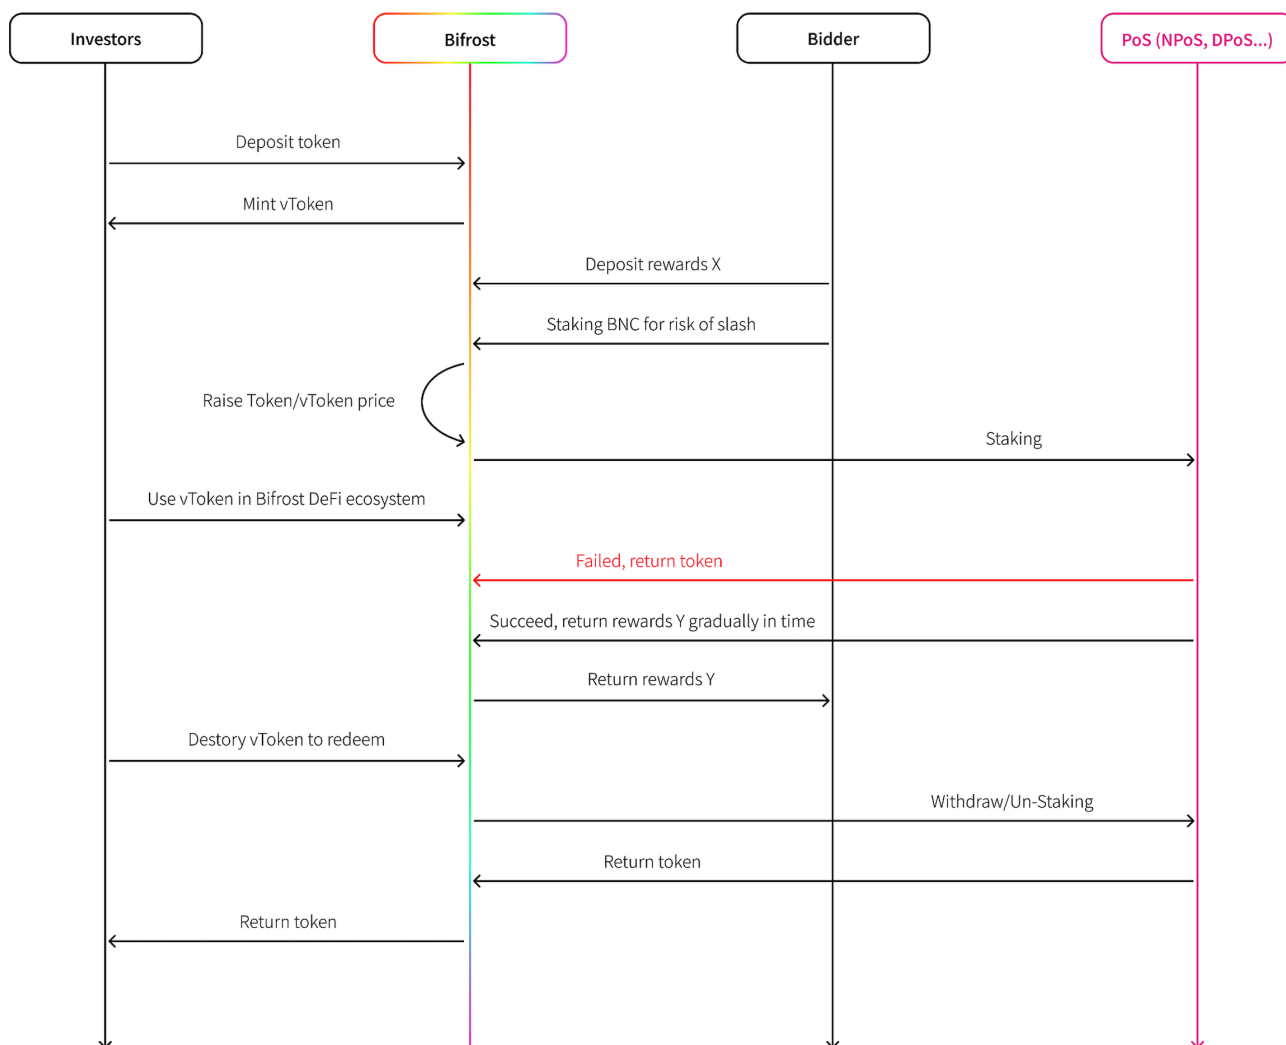 Investors
Bifrost
Bidder
PoS (NPoS, DPoS...)
Deposit token
Mint vToken
Deposit rewards X
Staking BNC for risk of slash
Raise Token/vToken price
Staking
Use vToken in Bifrost DeFi ecosystem
Failed, return token
Succeed, return rewards Y gradually in time
Return rewards Y
Destory vToken to redeem
Withdraw/Un-Staking
Return token
Return token